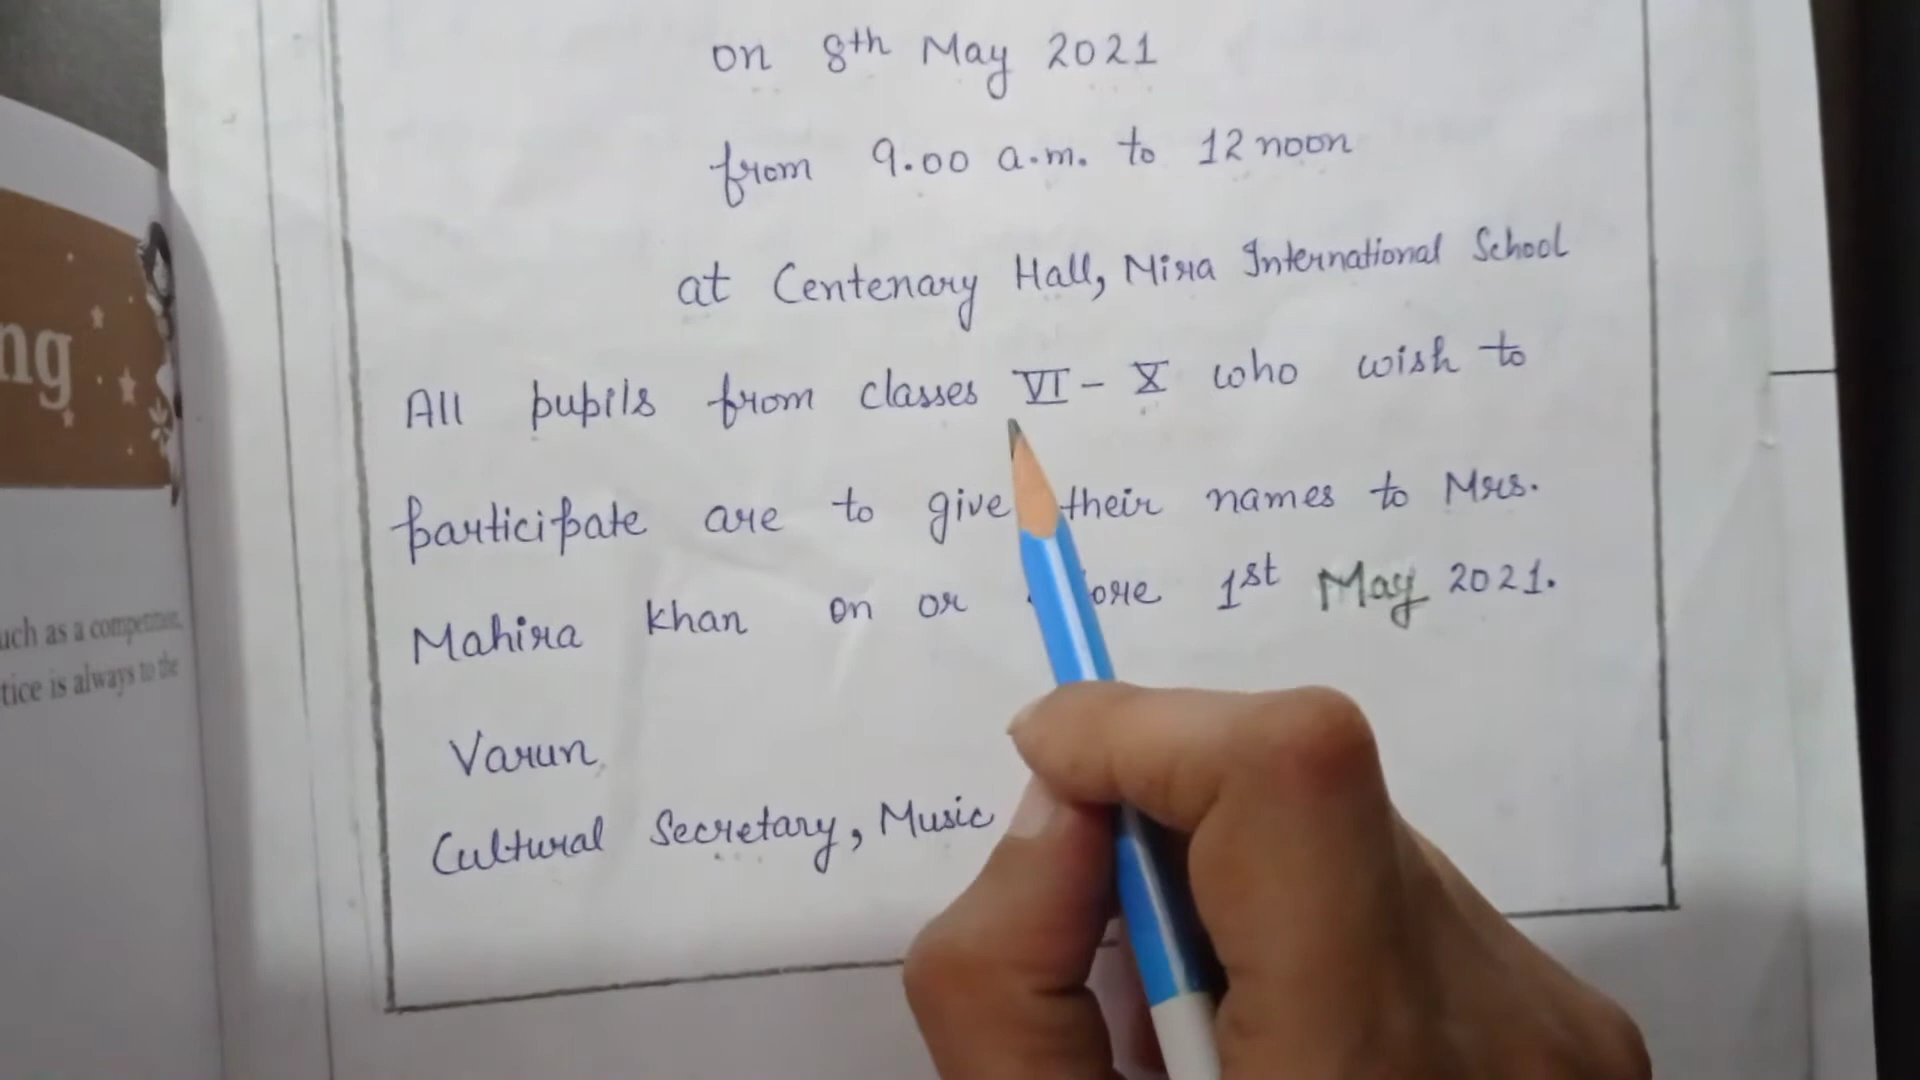 on 8th May 2021
from 9.00 a.m. to 12 noon
at Centenary Hall, Mira International School
All pupils from classes VI - X who wish to
participate are to give their names to Mrs.
Mahira Khan on or 1st May 2021.
Varun
Cultural Secretary, Music
ng
uch as a competition,
tice is always to the